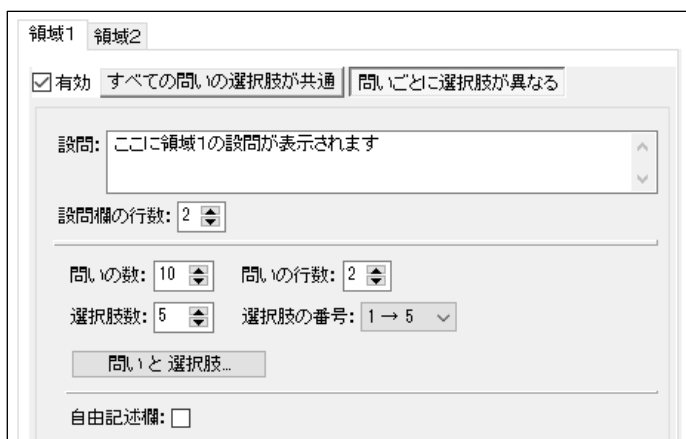 領域1 領域2
有効 すべての問いの選択肢が共通 問いごとに選択肢が異なる
設問: ここに領域1の設問が表示されます
設問欄の行数: 2
問いの数: 10 問いの行数: 2
選択肢数: 5 選択肢の番号: 1 → 5
問いと 選択肢...
自由記述欄: